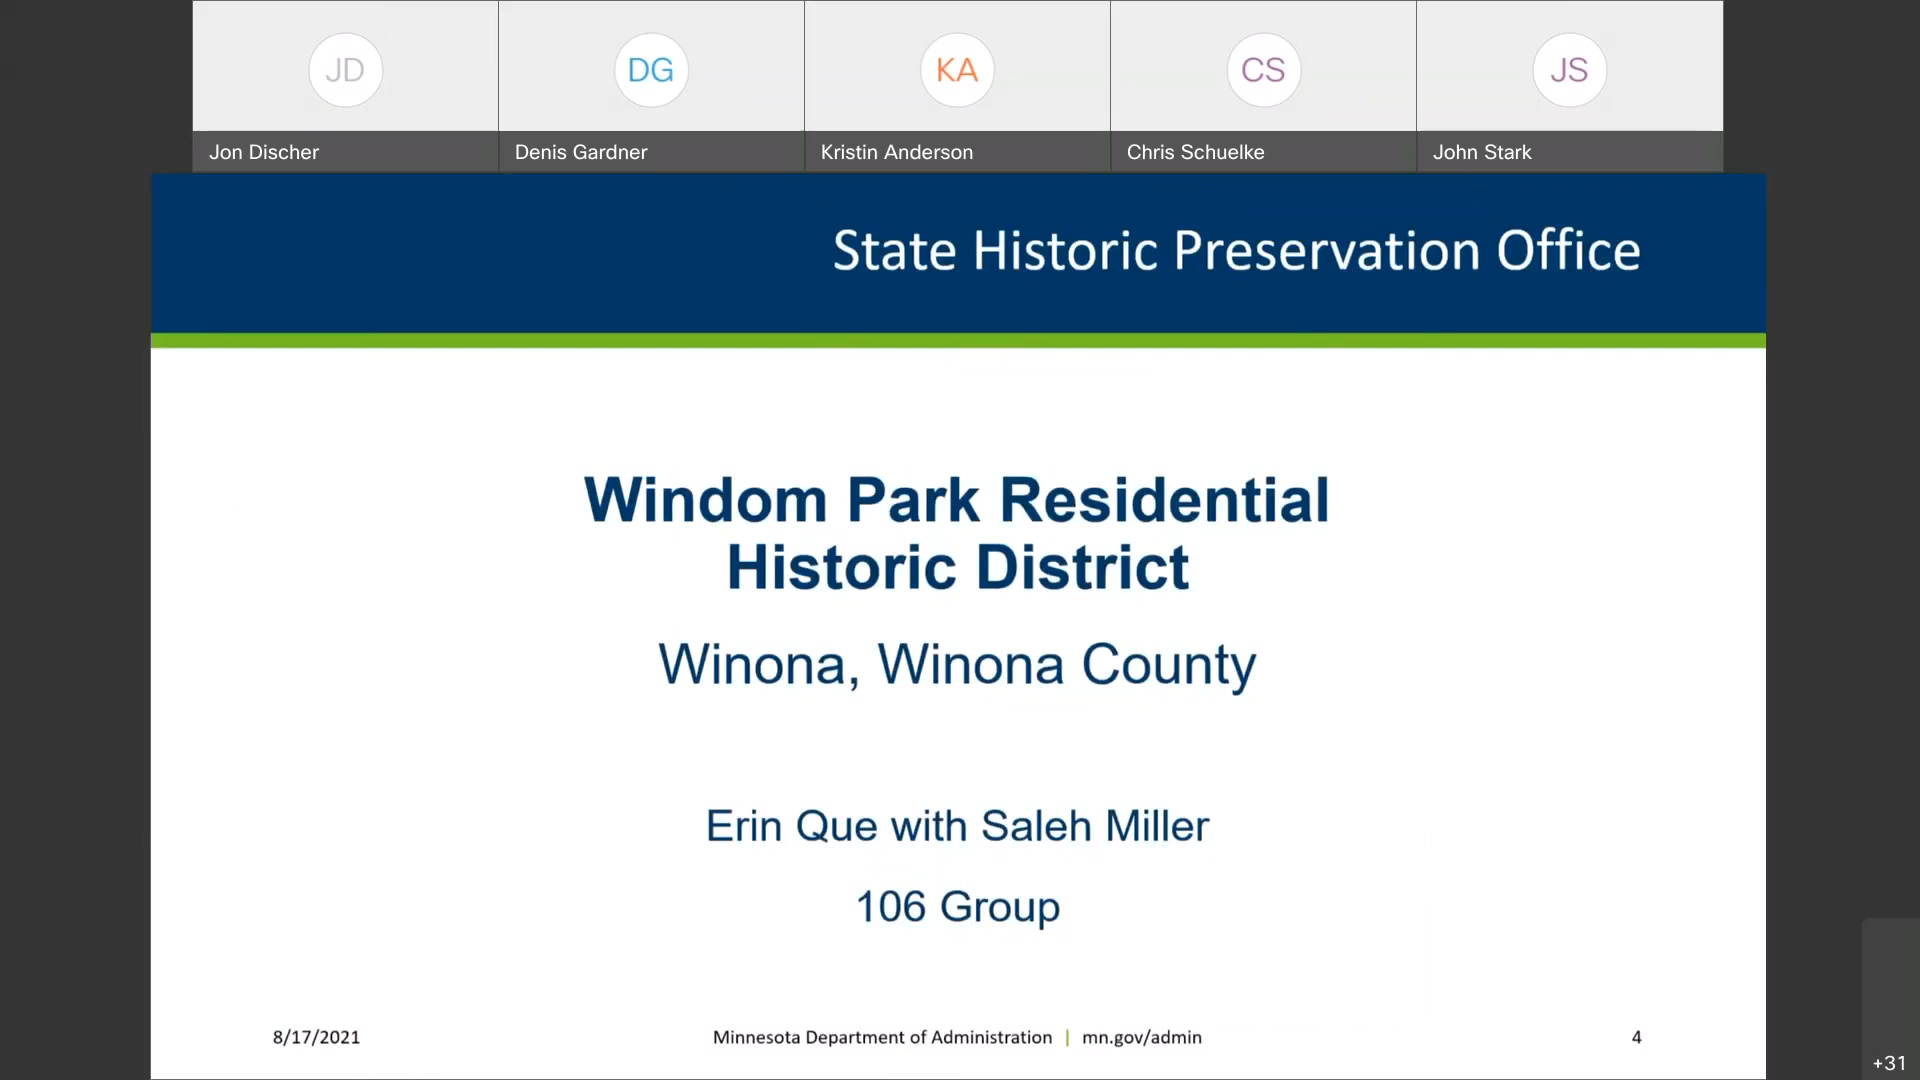 JD
DG
KA
CS
JS
Jon Discher
Denis Gardner
Kristin Anderson
Chris Schuelke
John Stark
State Historic Preservation Office
Windom Park Residential
Historic District
Winona, Winona County
Erin Que with Saleh Miller
106 Group
8/17/2021
Minnesota Department of Administration | mn.gov/admin
4
+31